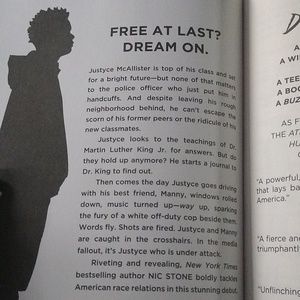 FREE AT LAST?
DREAM ON.
Justyce McAllister is top of his class and set
for a bright future—but none of that matters
to the police officer who just put him in
handcuffs. And despite leaving his rough
neighborhood behind, he can't escape the
scorn of his former peers or the ridicule of his
new classmates.
Justyce looks to the teachings of Dr.
Martin Luther King Jr. for answers. But do
they hold up anymore? He starts a journal to
Dr. King to find out.
Then comes the day Justyce goes driving
with his best friend, Manny, windows rolled
down, music turned up—way up, sparking
the fury of a white off-duty cop beside them.
Words fly. Shots are fired. Justyce and Manny
are caught in the crosshairs. In the media
fallout, it's Justyce who is under attack.
Riveting and revealing, New York Times
bestselling author NIC STONE boldly tackles
American race relations in this stunning debut.
A
A WI
A TEE
A BOO
A BUZ
AS F
THE AT
HU
"A powerful,
that lays ba
America."
"A fierce and
triumphantly
"Unflinching